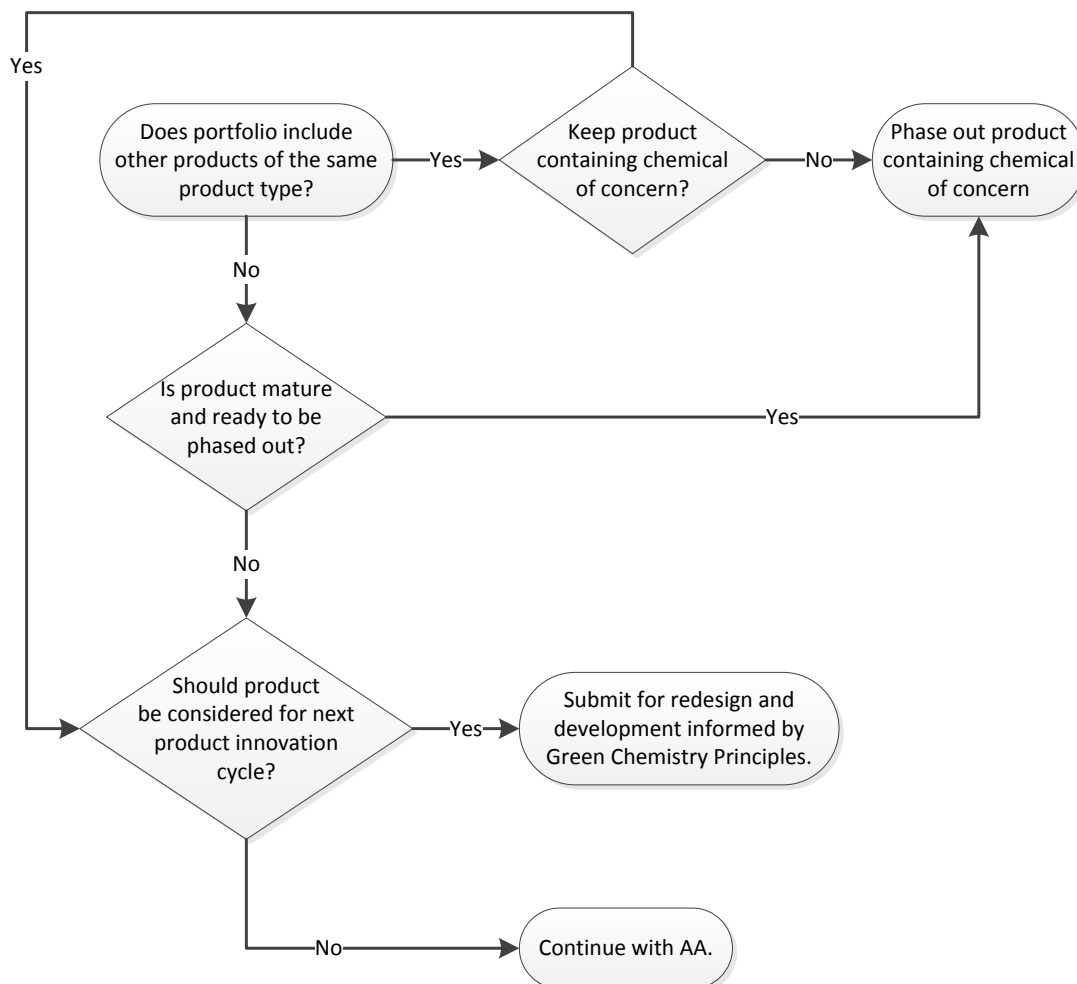 Yes
Does portfolio include
other products of the same
product type?
Yes
Keep product
containing chemical
of concern?
No
Phase out product
containing chemical
of concern
No
Is product mature
and ready to be
phased out?
Yes
No
Should product
be considered for next
product innovation
cycle?
Yes
Submit for redesign and
development informed by
Green Chemistry Principles.
No
Continue with AA.